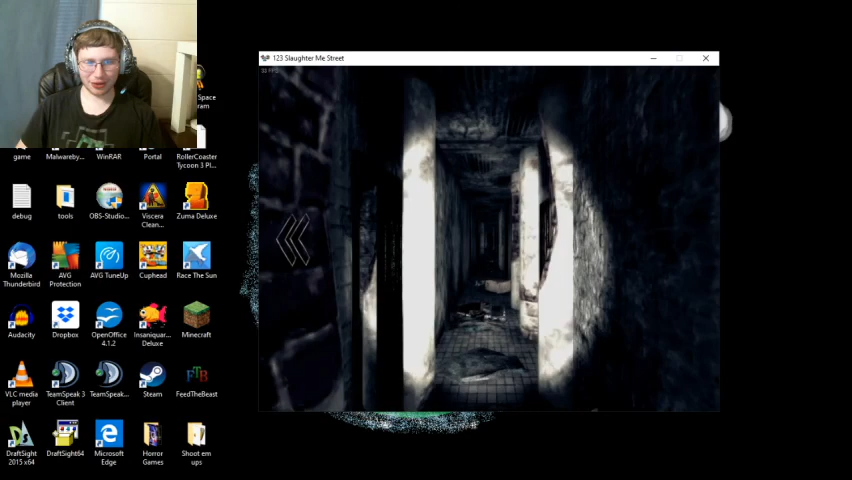 123 Slaughter Me Street
Space
ram
game
Malwareby...
WinRAR
Portal
RollerCoaster
Tycoon 3 Pl...
debug
tools
OBS-Studio...
Viscera
Clean...
Zuma Deluxe
Mozilla
Thunderbird
AVG
Protection
AVG TuneUp
Cuphead
Race The Sun
Audacity
Dropbox
OpenOffice
4.1.2
Insaniquar...
Deluxe
Minecraft
VLC media
player
TeamSpeak 3
Client
TeamSpeak...
Steam
FTB
FeedTheBeast
DraftSight
2015 x64
DraftSight64
Microsoft
Edge
Horror
Games
Shoot em
ups